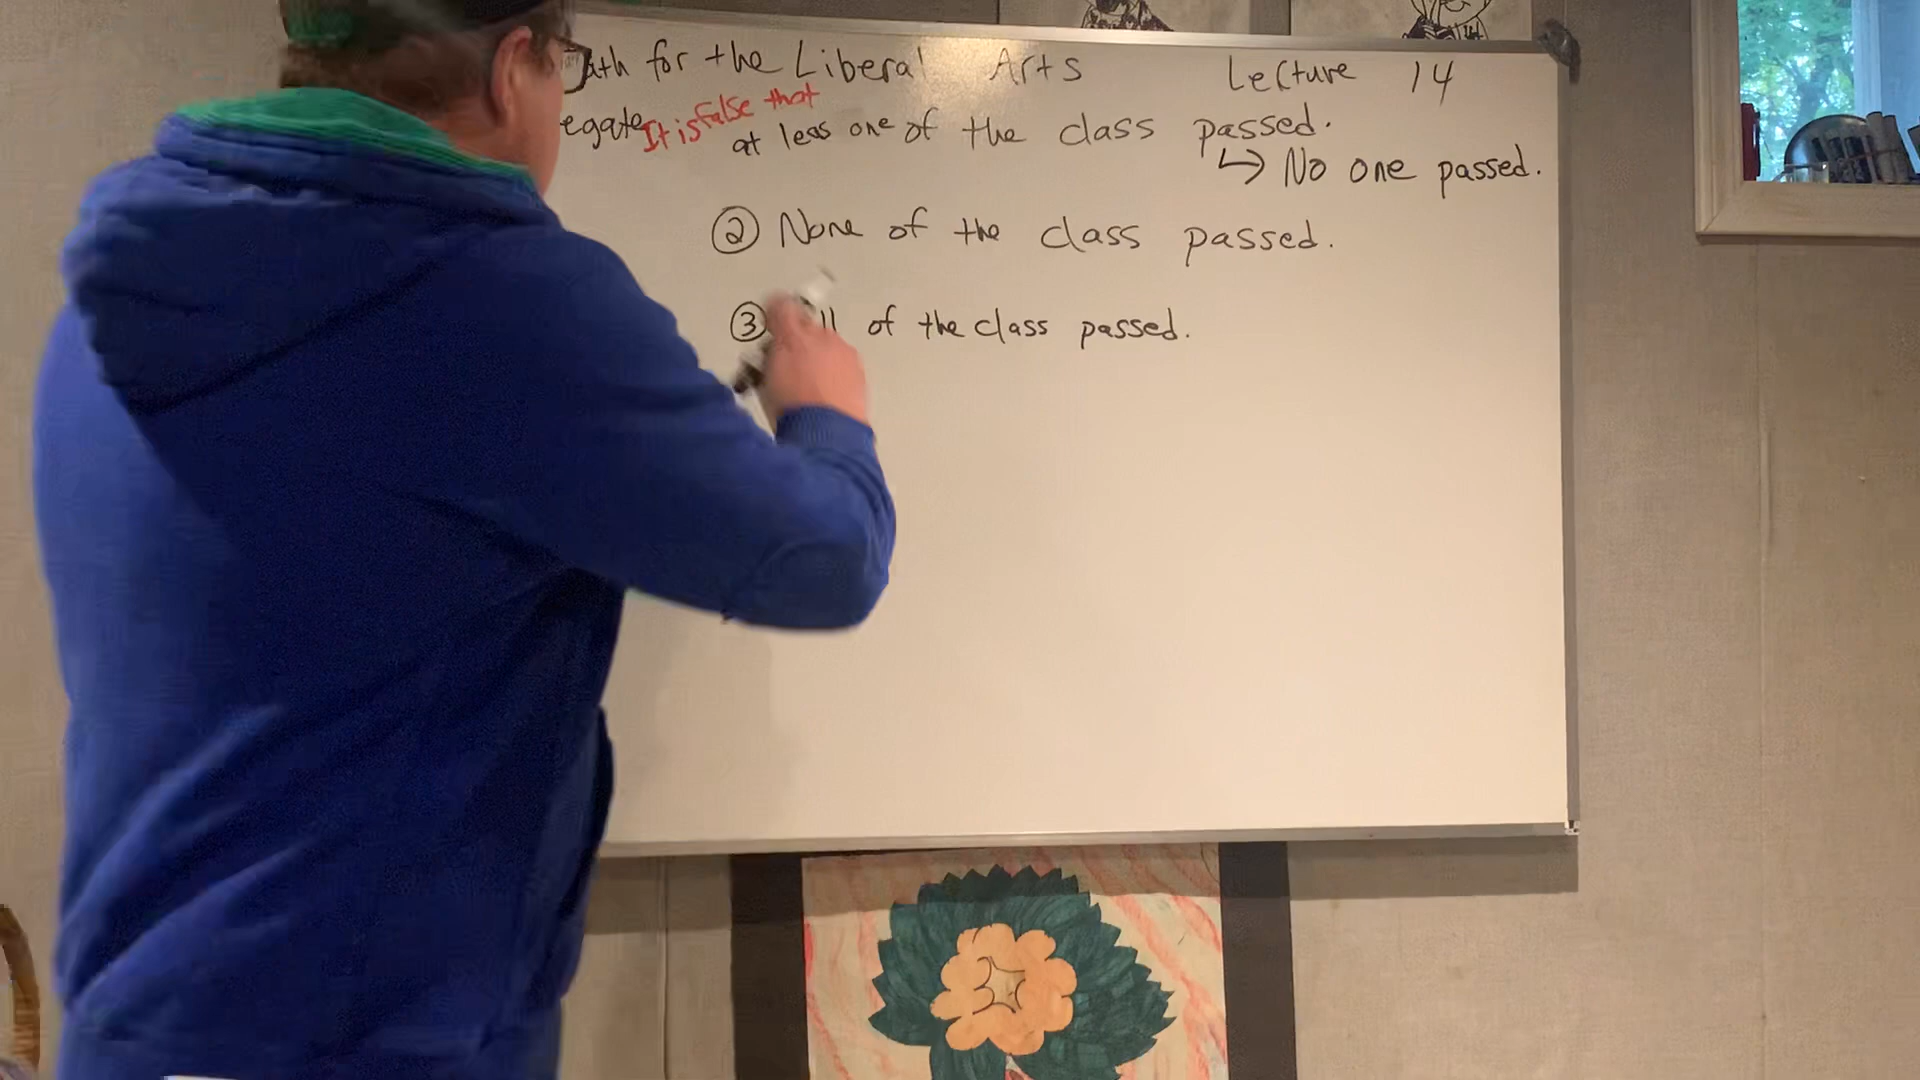 ath for the Liberal Arts Lecture 14
egate It is false that at leas one of the class passed.
↳ No one passed.
② None of the class passed.
③ ll of the class passed.